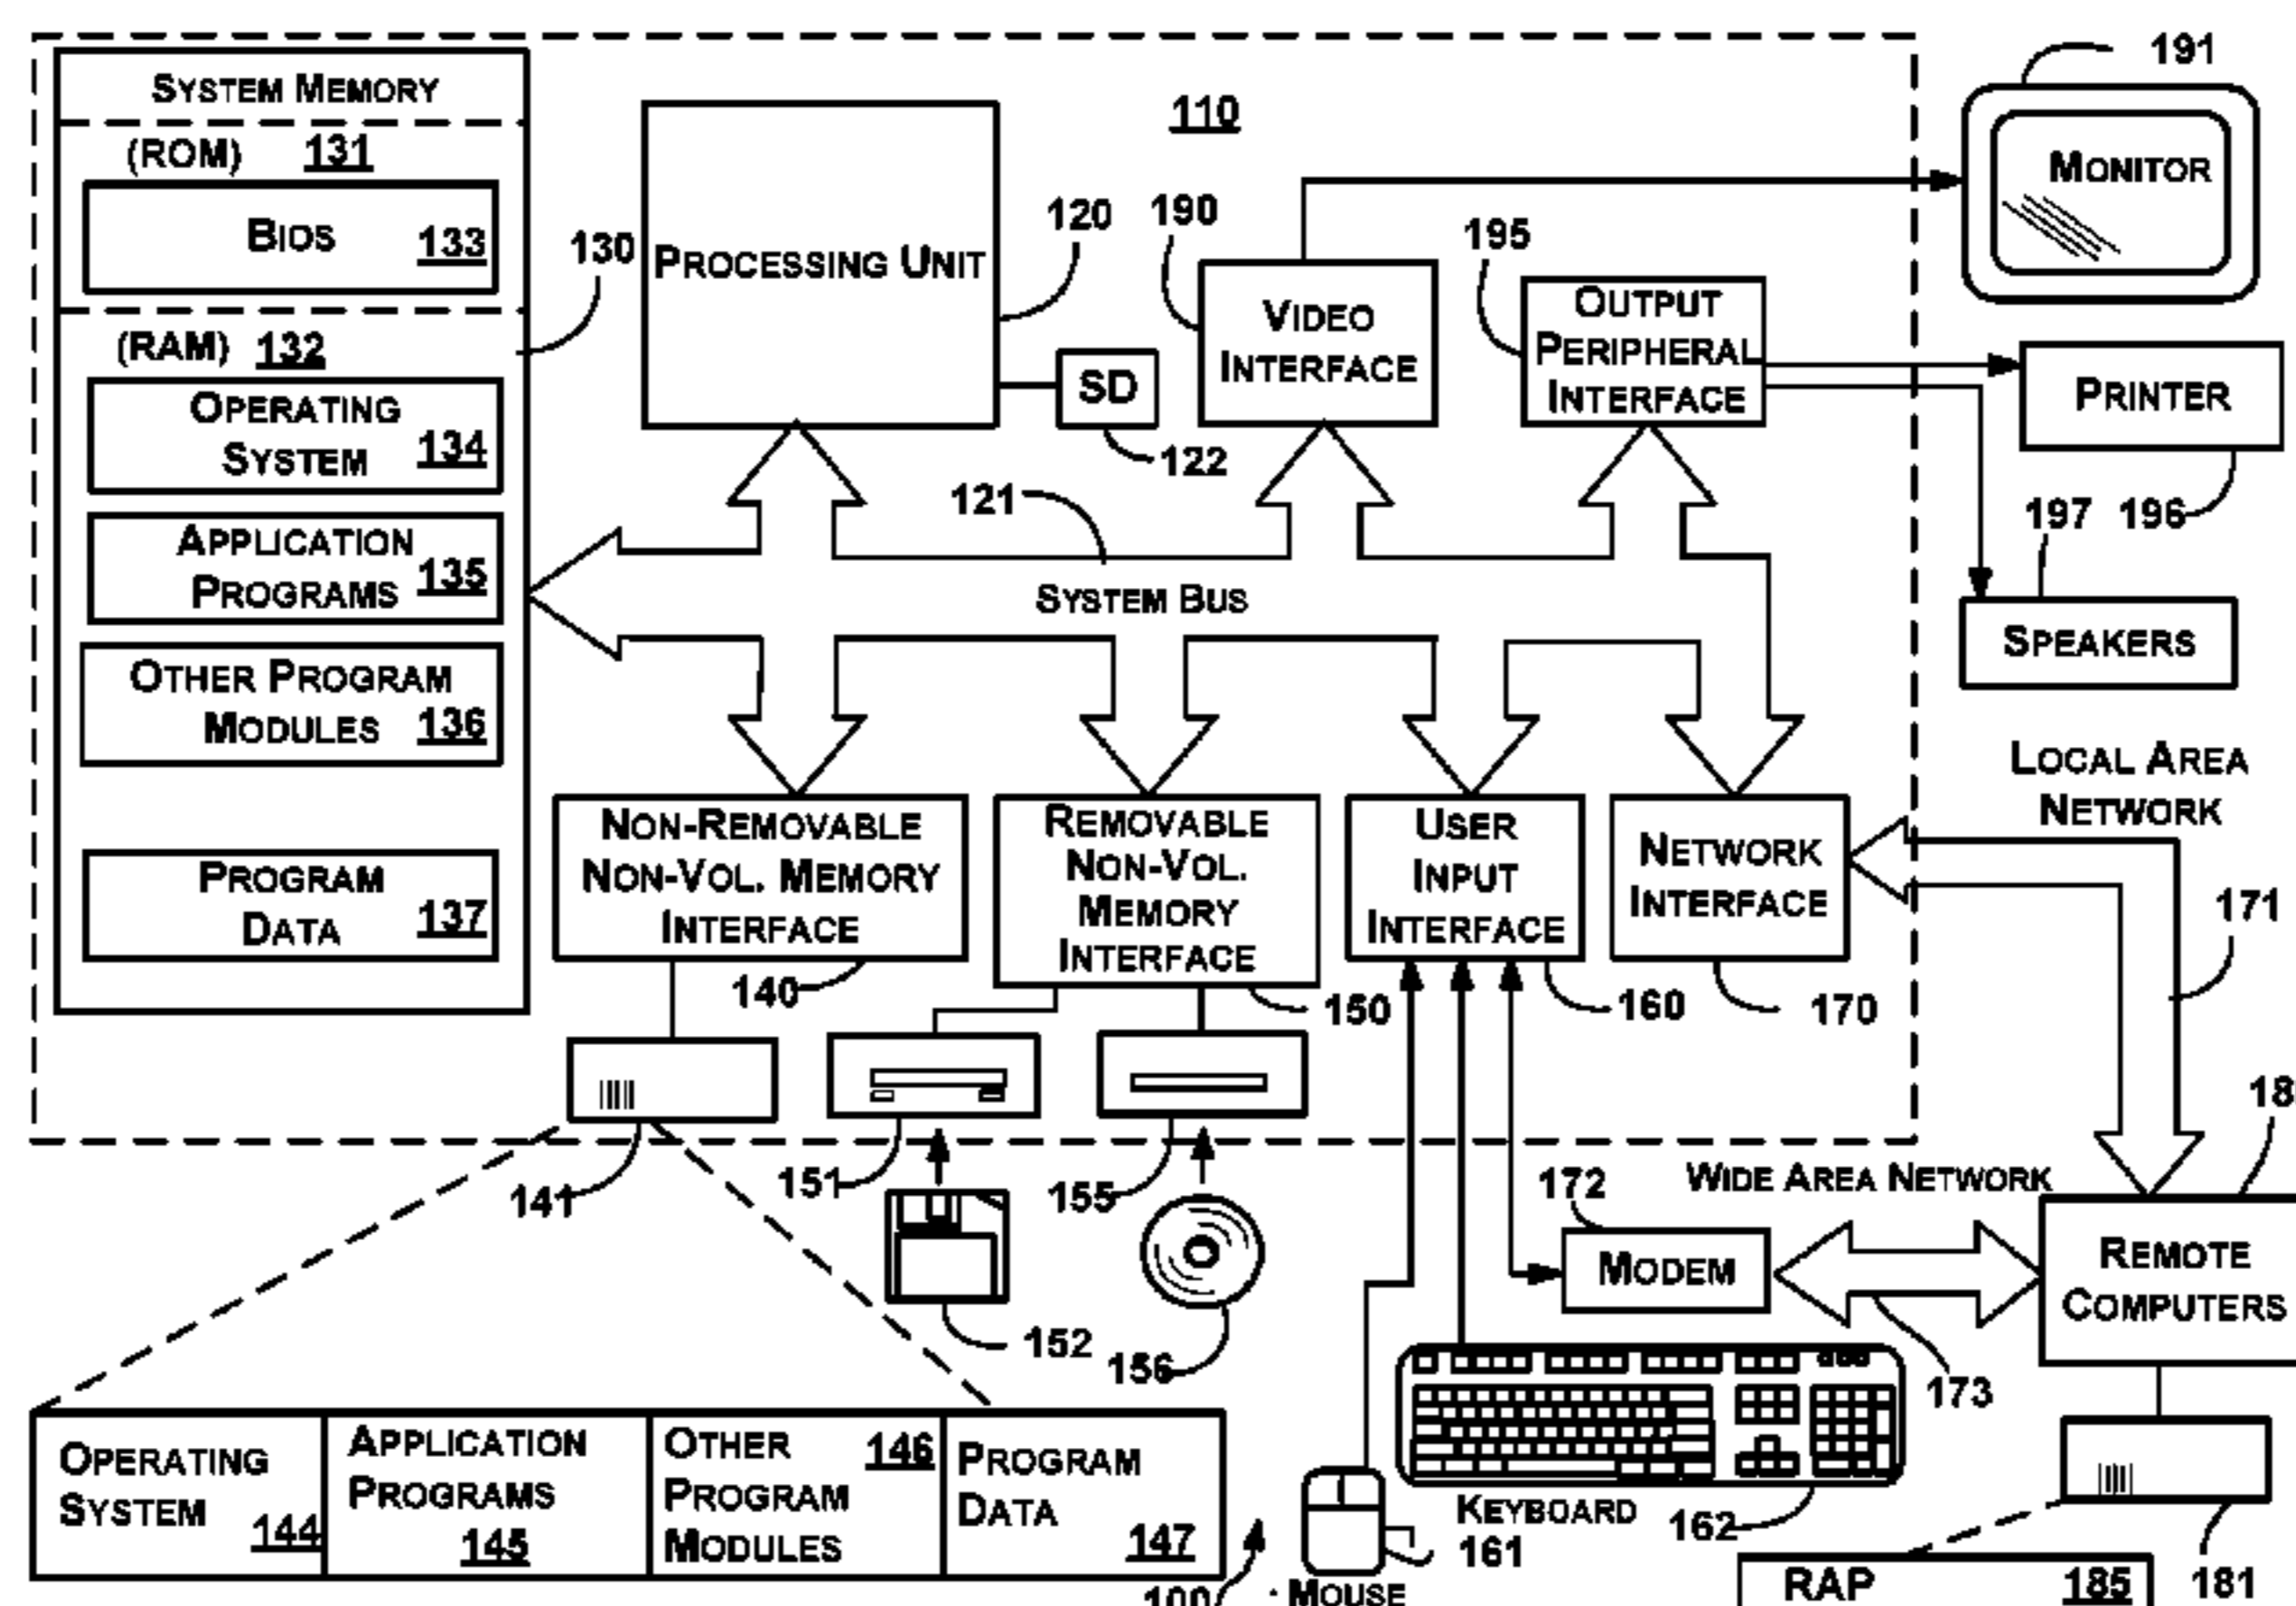 SYSTEM MEMORY
(ROM) 131
BIOS 133
130
(RAM) 132
OPERATING
SYSTEM 134
APPLICATION
PROGRAMS 135
OTHER PROGRAM
MODULES 136
PROGRAM
DATA 137
PROCESSING UNIT
120
SD
122
110
190
VIDEO
INTERFACE
195
OUTPUT
PERIPHERAL
INTERFACE
191
MONITOR
PRINTER
197 196
SPEAKERS
121
SYSTEM BUS
NON-REMOVABLE
NON-VOL. MEMORY
INTERFACE
140
REMOVABLE
NON-VOL.
MEMORY
INTERFACE
150
USER
INPUT
INTERFACE
160
NETWORK
INTERFACE
170
LOCAL AREA
NETWORK
171
141
151
155
152
156
172
WIDE AREA NETWORK
MODEM
173
18
REMOTE
COMPUTERS
OPERATING
SYSTEM 144
APPLICATION
PROGRAMS
145
OTHER 146
PROGRAM
MODULES
PROGRAM
DATA
147
100
MOUSE
161
KEYBOARD
162
181
RAP 185